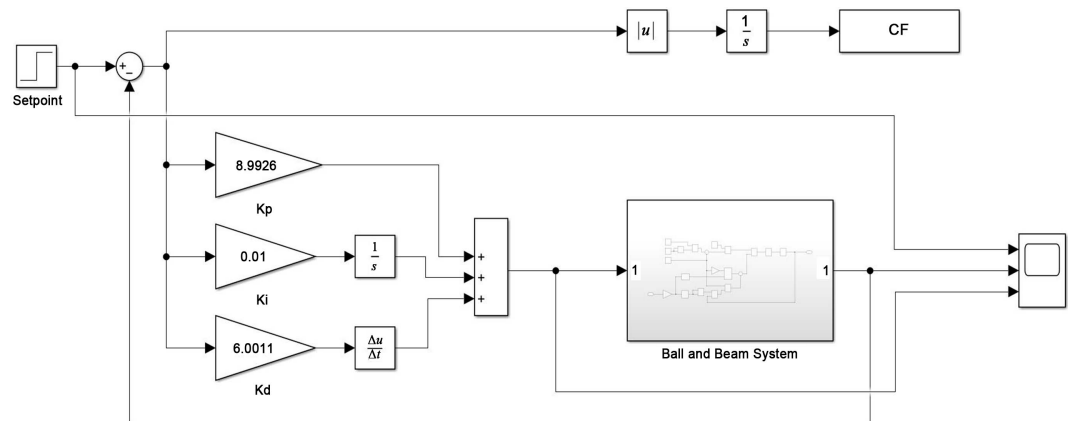 |u|
1
s
CF
+
−
Setpoint
8.9926
Kp
0.01
Ki
1
s
6.0011
Kd
Δu
Δt
+
+
+
1
1
Ball and Beam System